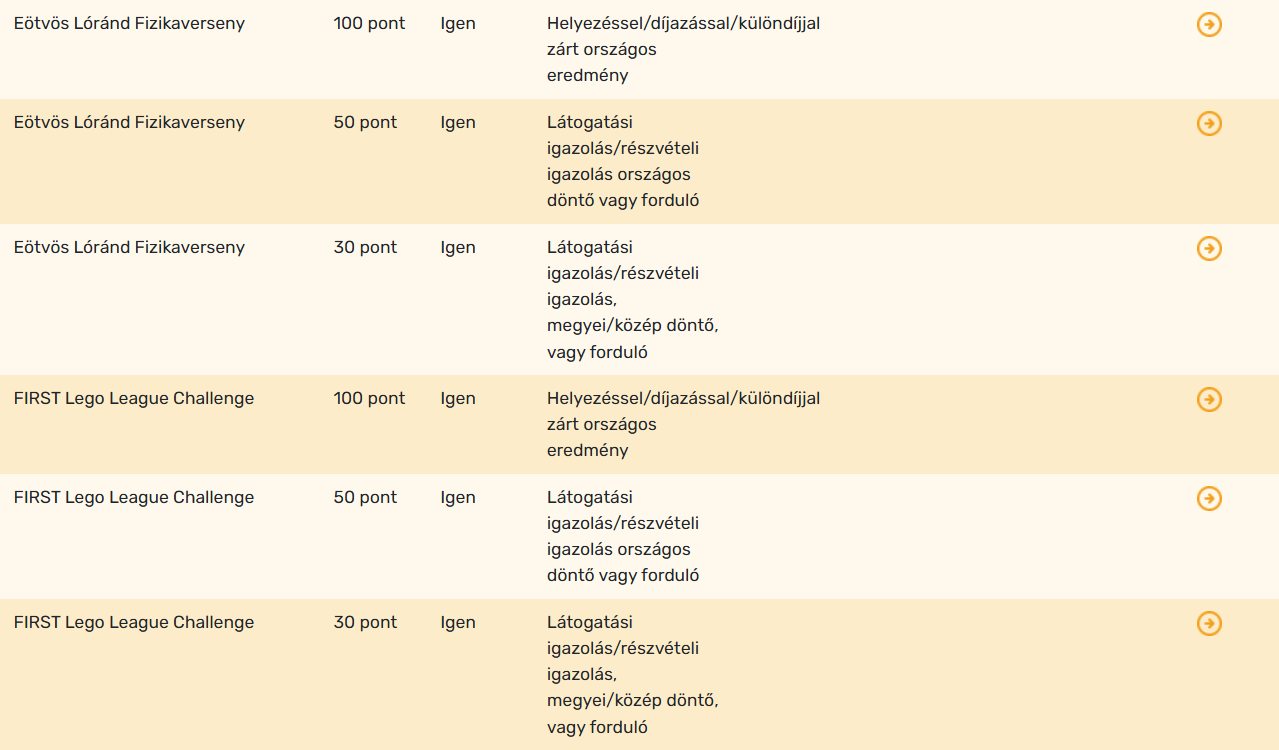 Eötvös Lóránd Fizikaverseny 100 pont Igen Helyezéssel/díjazással/különdíjjal
zárt országos
eredmény
Eötvös Lóránd Fizikaverseny 50 pont Igen Látogatási
igazolás/részvételi
igazolás országos
döntő vagy forduló
Eötvös Lóránd Fizikaverseny 30 pont Igen Látogatási
igazolás/részvételi
igazolás,
megyei/közép döntő,
vagy forduló
FIRST Lego League Challenge 100 pont Igen Helyezéssel/díjazással/különdíjjal
zárt országos
eredmény
FIRST Lego League Challenge 50 pont Igen Látogatási
igazolás/részvételi
igazolás országos
döntő vagy forduló
FIRST Lego League Challenge 30 pont Igen Látogatási
igazolás/részvételi
igazolás,
megyei/közép döntő,
vagy forduló